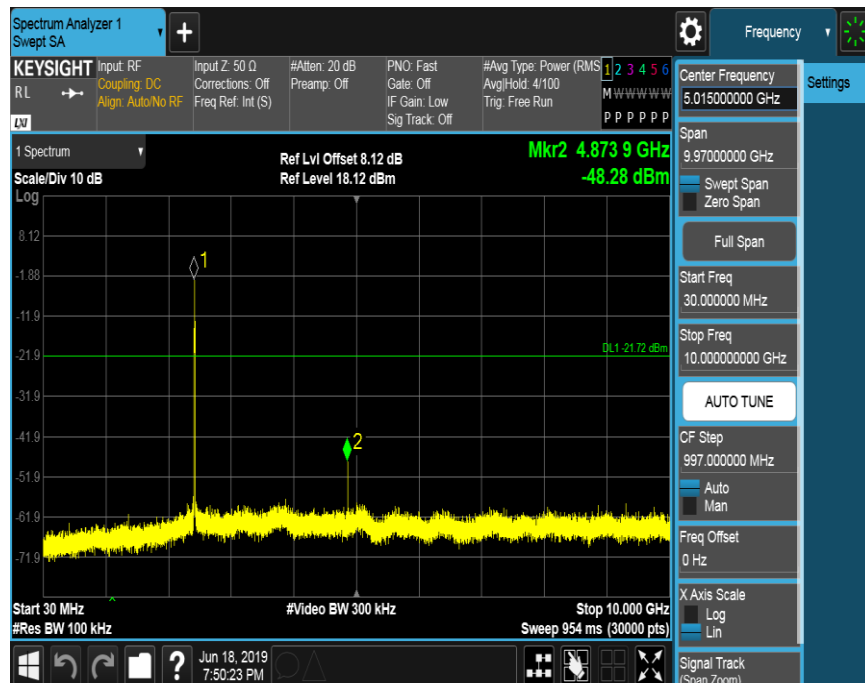 Spectrum Analyzer 1
Swept SA
+
Frequency
KEYSIGHT
RL
LXI
Input: RF
Coupling: DC
Align: Auto/No RF
Input Z: 50 Ω
Corrections: Off
Freq Ref: Int (S)
#Atten: 20 dB
Preamp: Off
PNO: Fast
Gate: Off
IF Gain: Low
Sig Track: Off
#Avg Type: Power (RMS
Avg|Hold: 4/100
Trig: Free Run
1 2 3 4 5 6
M W W W W W
P P P P P P
1 Spectrum
Scale/Div 10 dB
Log
Ref Lvl Offset 8.12 dB
Ref Level 18.12 dBm
Mkr2 4.873 9 GHz
-48.28 dBm
8.12
-1.88
-11.9
-21.9
-31.9
-41.9
-51.9
-61.9
-71.9
1
2
DL1 -21.72 dBm
Start 30 MHz
#Res BW 100 kHz
#Video BW 300 kHz
Stop 10.000 GHz
Sweep 954 ms (30000 pts)
?
Jun 18, 2019
7:50:23 PM
Center Frequency
5.015000000 GHz
Span
9.97000000 GHz
Swept Span
Zero Span
Full Span
Start Freq
30.000000 MHz
Stop Freq
10.000000000 GHz
AUTO TUNE
CF Step
997.000000 MHz
Auto
Man
Freq Offset
0 Hz
X Axis Scale
Log
Lin
Signal Track
(Span Zoom)
Settings